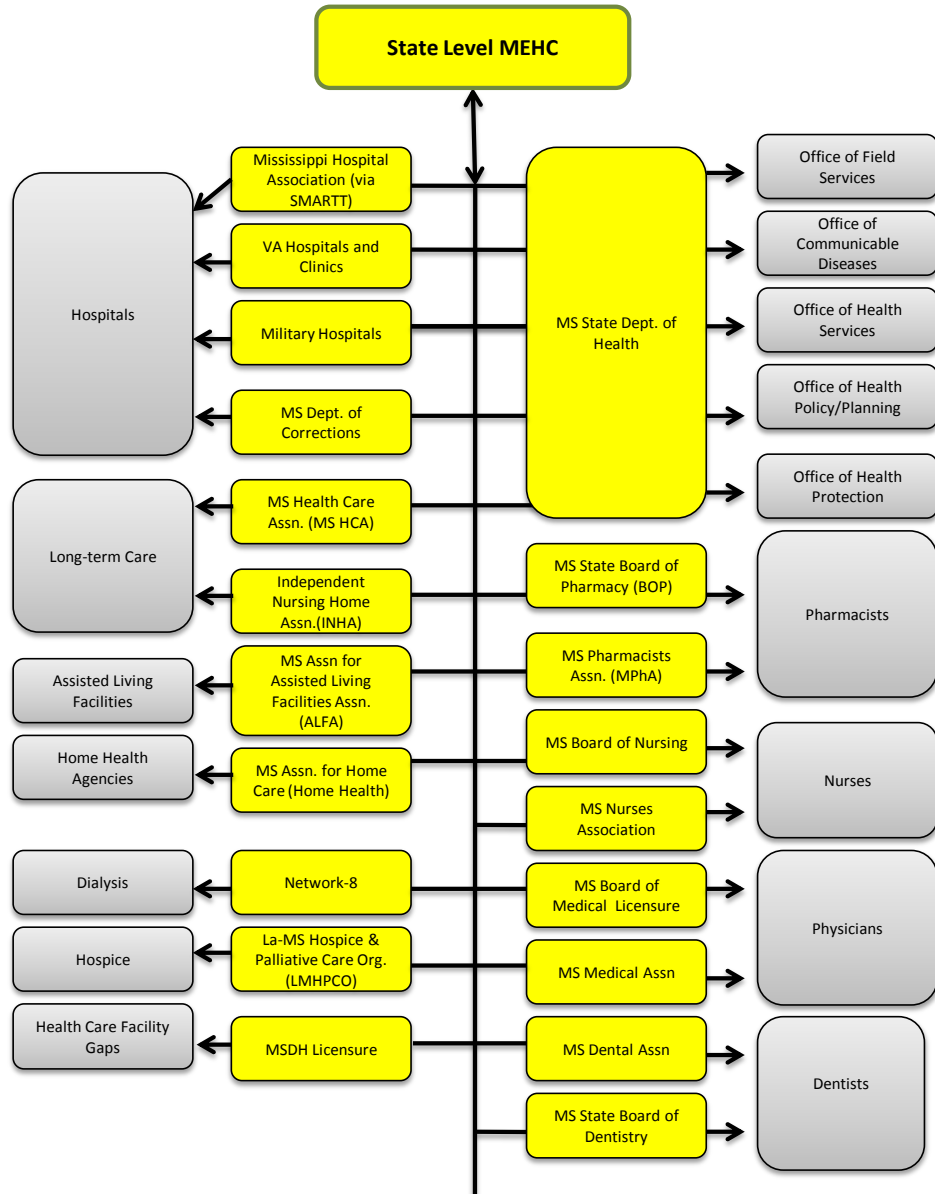 State Level MEHC
Mississippi Hospital
Association (via
SMARTT)
VA Hospitals and
Clinics
Hospitals
Military Hospitals
MS Dept. of
Corrections
MS State Dept. of
Health
Office of Field
Services
Office of
Communicable
Diseases
Office of Health
Services
Office of Health
Policy/Planning
Office of Health
Protection
MS Health Care
Assn. (MS HCA)
Long-term Care
Independent
Nursing Home
Assn.(INHA)
MS State Board of
Pharmacy (BOP)
Pharmacists
MS Pharmacists
Assn. (MPhA)
Assisted Living
Facilities
MS Assn for
Assisted Living
Facilities Assn.
(ALFA)
Home Health
Agencies
MS Assn. for Home
Care (Home Health)
MS Board of Nursing
Nurses
MS Nurses
Association
Dialysis
Network-8
MS Board of
Medical  Licensure
Physicians
Hospice
La-MS Hospice &
Palliative Care Org.
(LMHPCO)
MS Medical Assn
Health Care Facility
Gaps
MSDH Licensure
MS Dental Assn
Dentists
MS State Board of
Dentistry